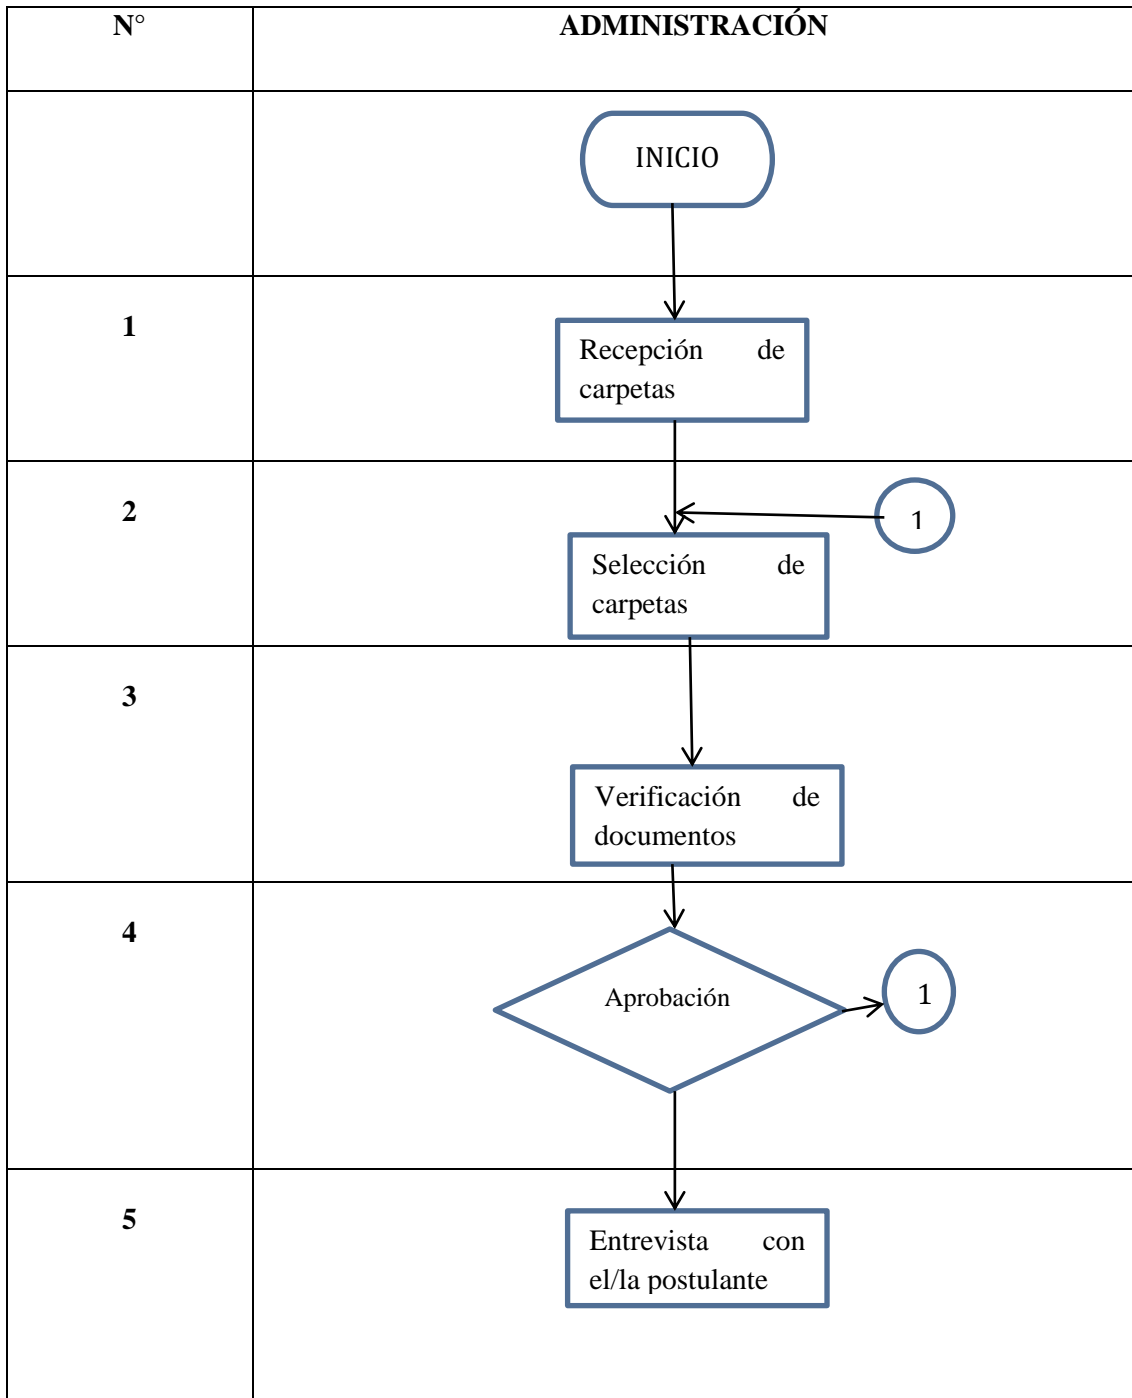 N° ADMINISTRACIÓN
INICIO
1
Recepción de
carpetas
2
1
Selección de
carpetas
3
Verificación de
documentos
4
Aprobación
1
5
Entrevista con
el/la postulante